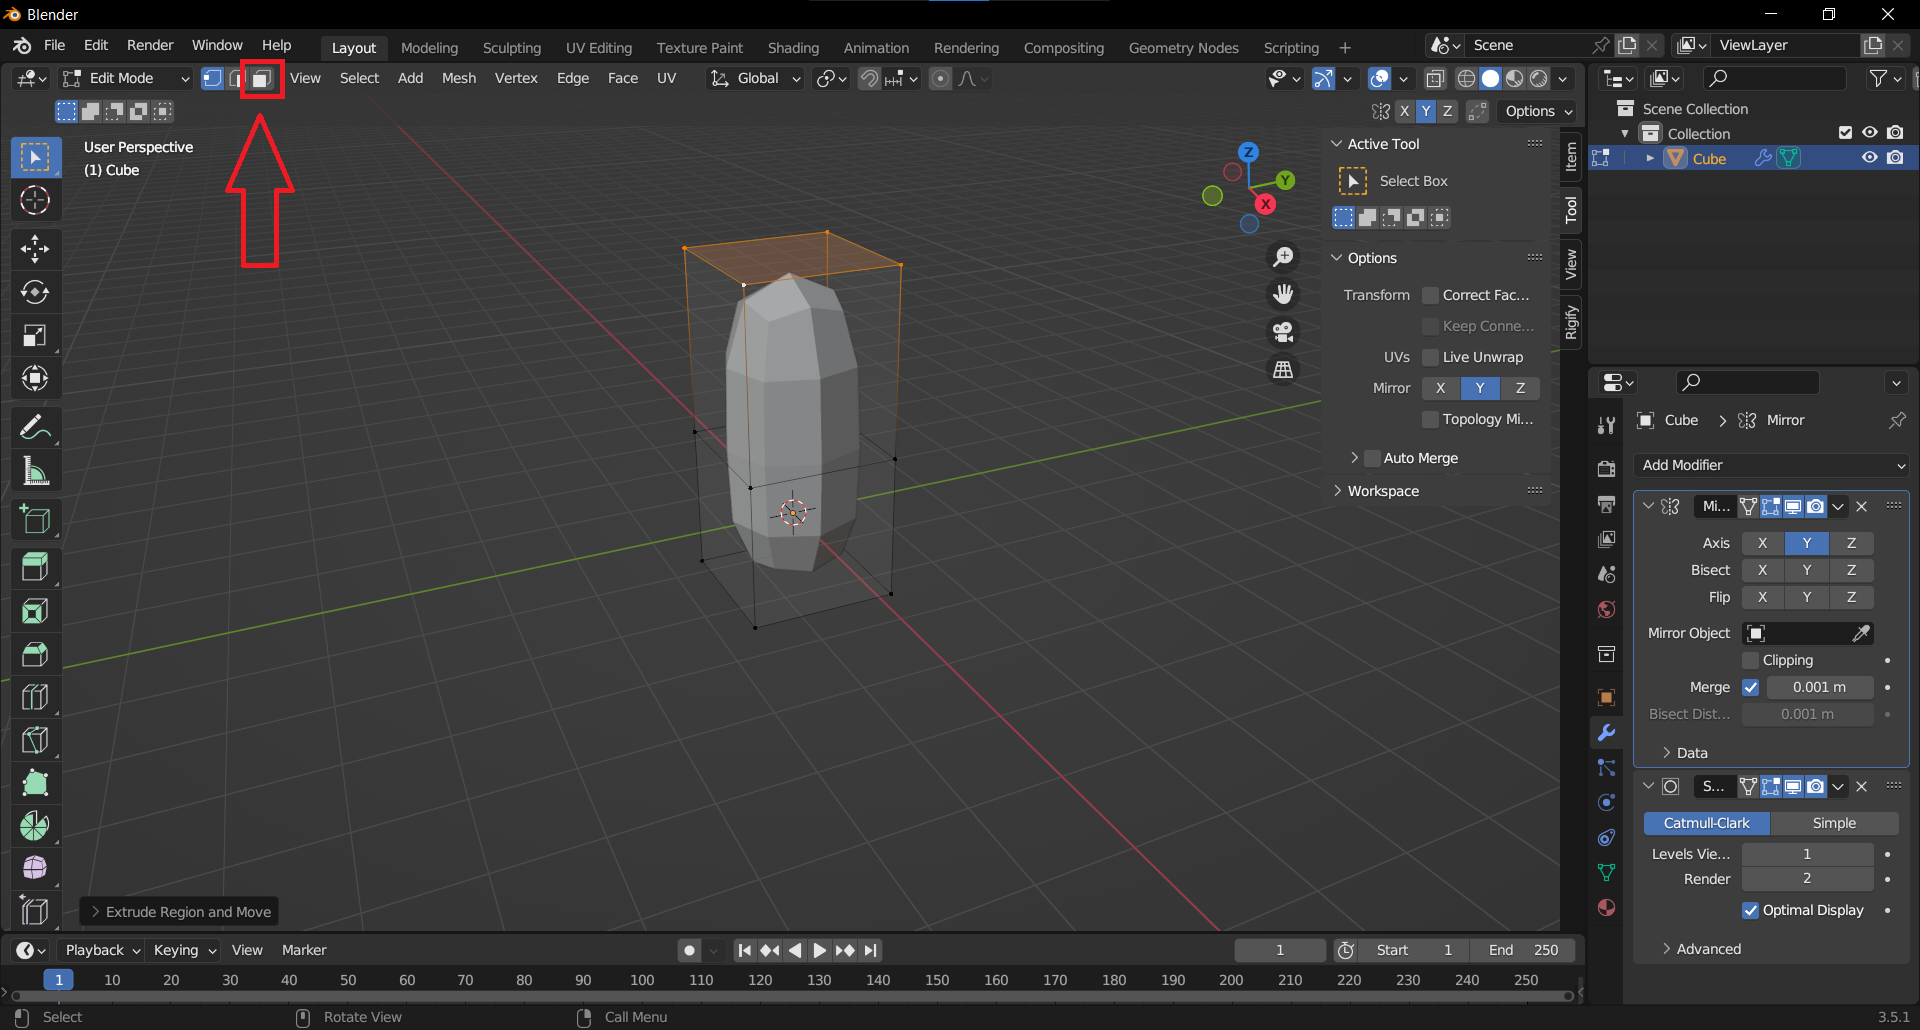 Blender
File Edit Render Window Help
Layout Modeling Sculpting UV Editing Texture Paint Shading Animation Rendering Compositing Geometry Nodes Scripting +
Scene
ViewLayer
Edit Mode
View Select Add Mesh Vertex Edge Face UV
Global
X Y Z
Options
User Perspective
(1) Cube
Z
Y
X
Active Tool
Select Box
Options
Transform Correct Fac...
Keep Conne...
UVs Live Unwrap
Mirror X Y Z
Topology Mi...
Auto Merge
Workspace
Item
Tool
View
Rigify
Scene Collection
Collection
Cube
Cube > Mirror
Add Modifier
Mi...
Axis X Y Z
Bisect X Y Z
Flip X Y Z
Mirror Object
Clipping
Merge 0.001 m
Bisect Dist... 0.001 m
Data
S...
Catmull-Clark Simple
Levels Vie... 1
Render 2
Optimal Display
Advanced
Extrude Region and Move
Playback Keying View Marker
1
Start 1 End 250
1 10 20 30 40 50 60 70 80 90 100 110 120 130 140 150 160 170 180 190 200 210 220 230 240 250
Select Rotate View Call Menu
3.5.1